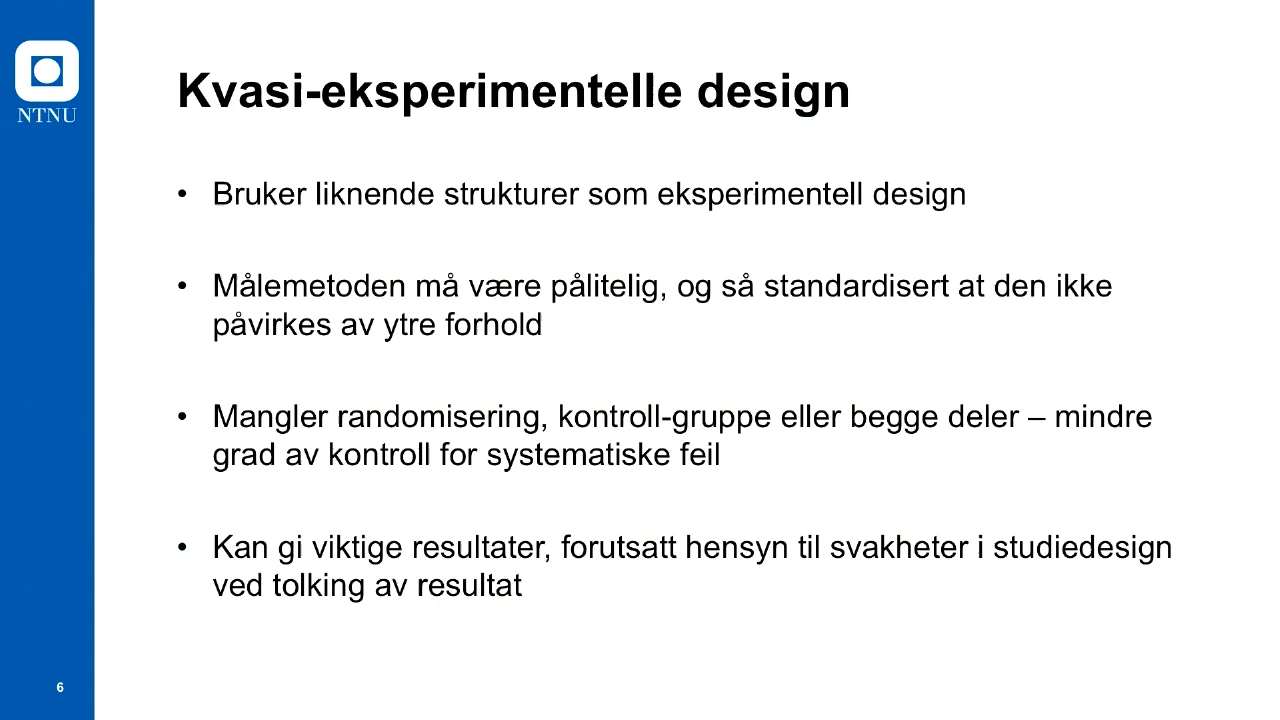 NTNU
Kvasi-eksperimentelle design
• Bruker liknende strukturer som eksperimentell design
• Målemetoden må være pålitelig, og så standardisert at den ikke
påvirkes av ytre forhold
• Mangler randomisering, kontroll-gruppe eller begge deler – mindre
grad av kontroll for systematiske feil
• Kan gi viktige resultater, forutsatt hensyn til svakheter i studiedesign
ved tolking av resultat
6